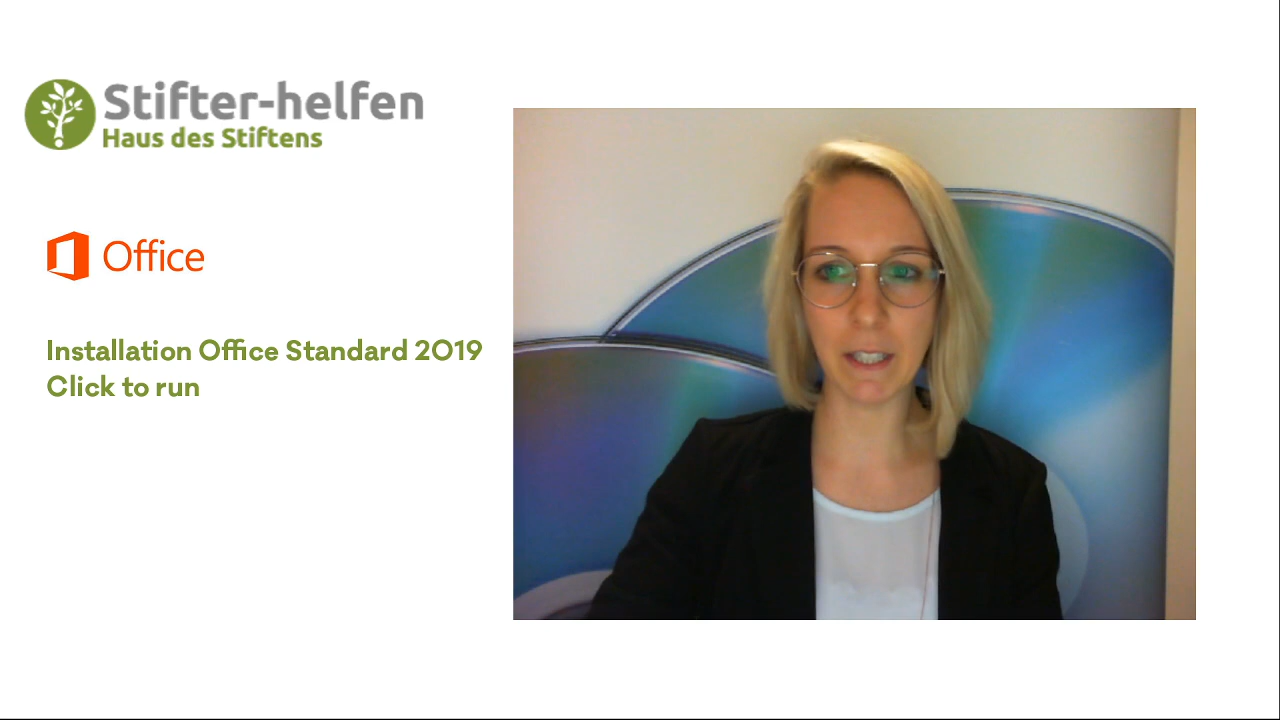 Stifter-helfen
Haus des Stiftens
Office
Installation Office Standard 2019
Click to run